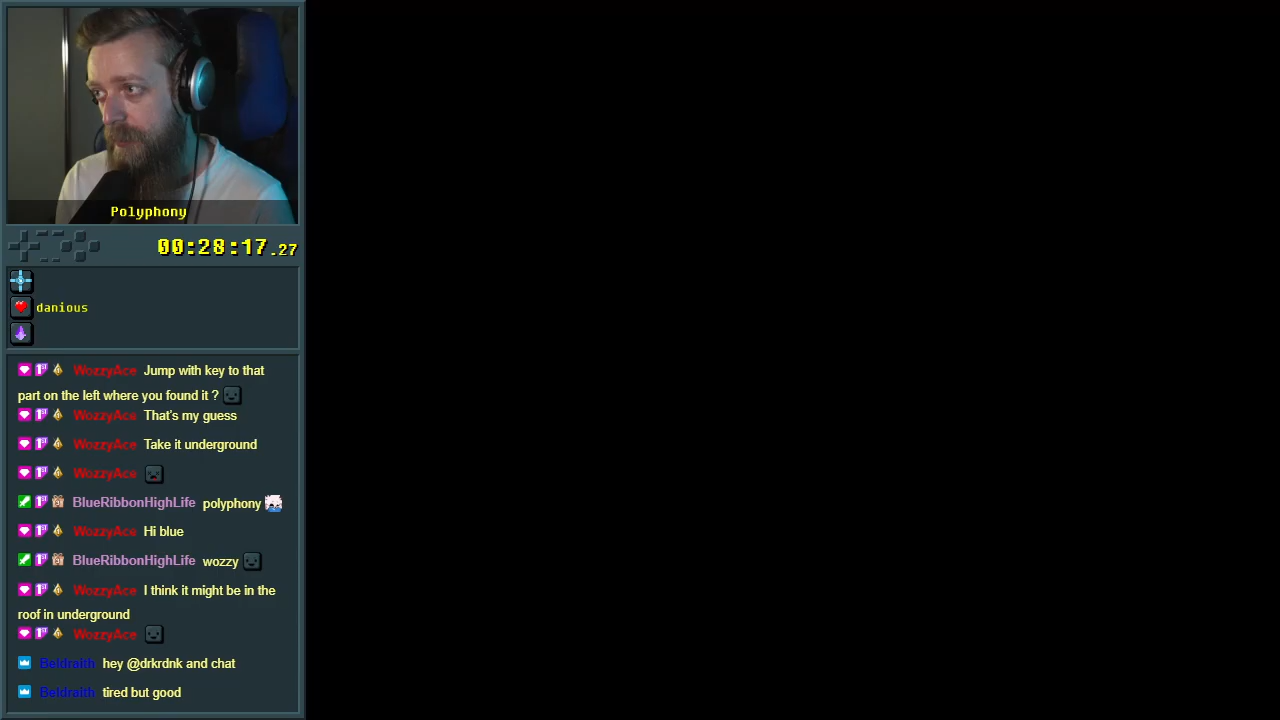 Polyphony
00:28:17.27
danious
WozzyAce Jump with key to that
part on the left where you found it ?
WozzyAce That's my guess
WozzyAce Take it underground
WozzyAce
BlueRibbonHighLife polyphony
WozzyAce Hi blue
BlueRibbonHighLife wozzy
WozzyAce I think it might be in the
roof in underground
WozzyAce
Beldraith hey @drkrdnk and chat
Beldraith tired but good